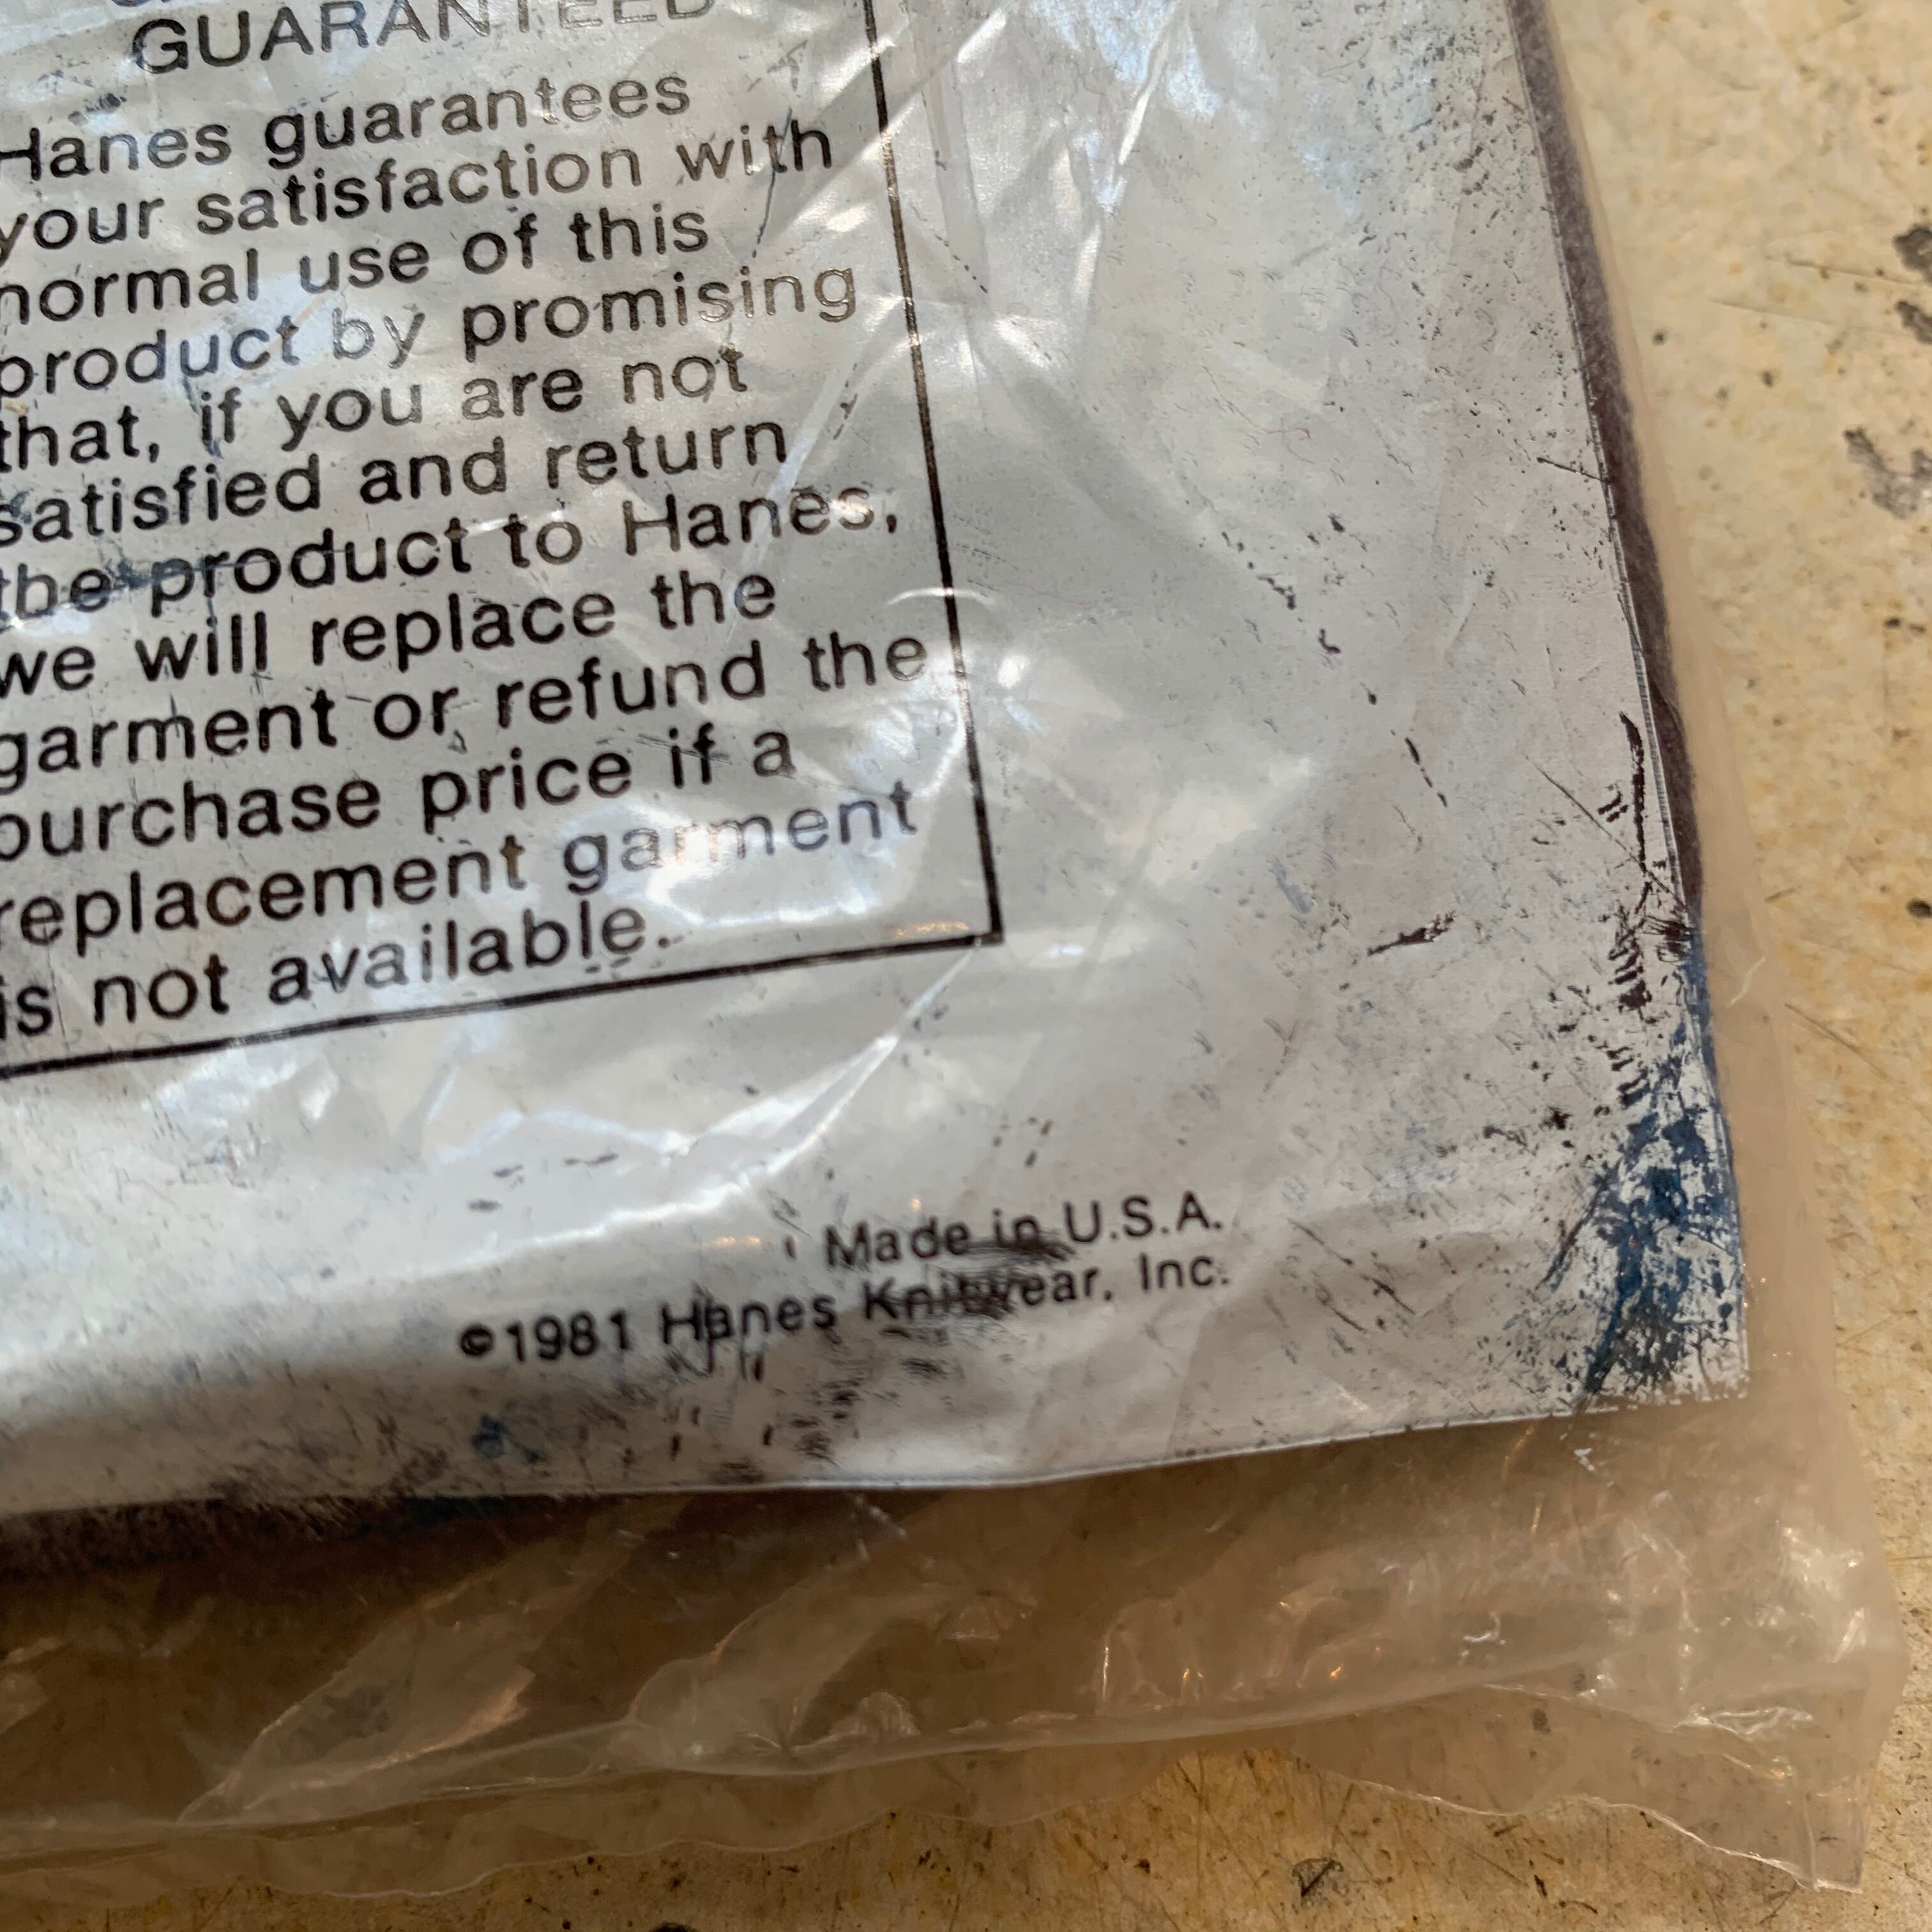 GUARANTEED
Hanes guarantees
your satisfaction with
normal use of this
product by promising
that, if you are not
satisfied and return
the product to Hanes,
we will replace the
garment or refund the
purchase price if a
replacement garment
is not available.
Made in U.S.A.
©1981 Hanes Knitwear, Inc.